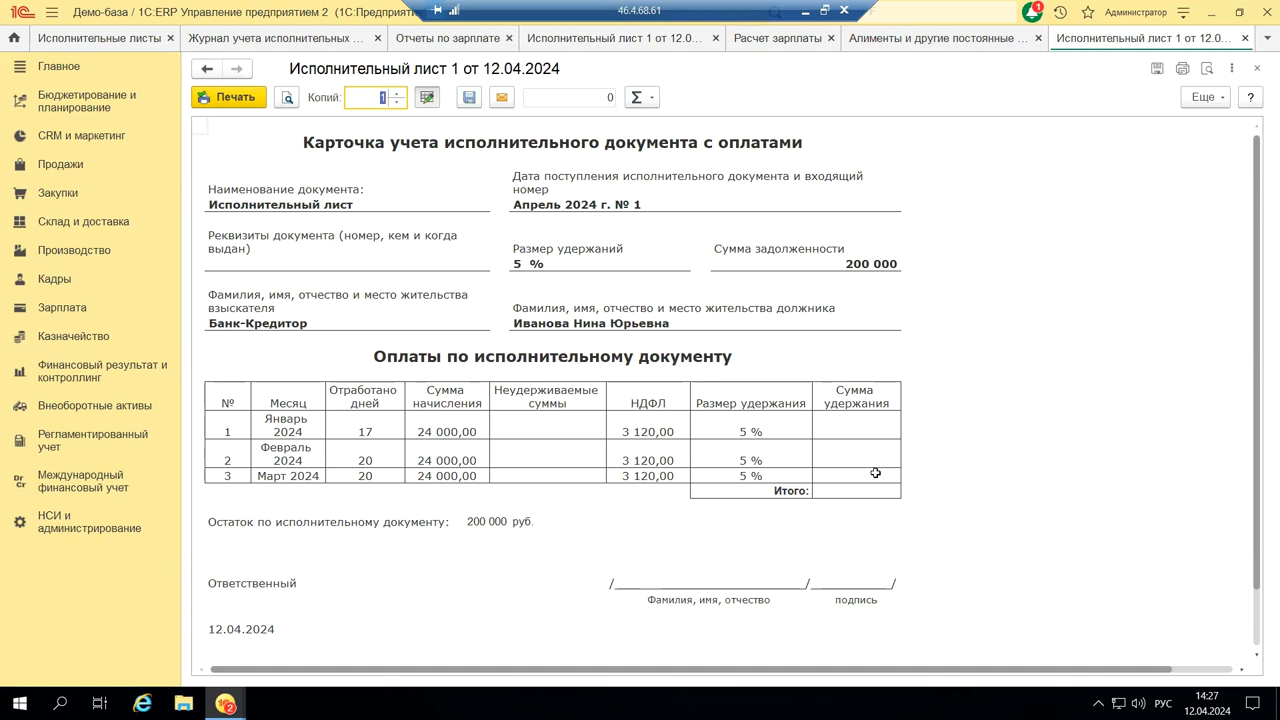 Демо-база / 1С:ERP Управление предприятием 2 (1С:Предприят
46.4.68.61
1
Администратор
Исполнительные листы
Журнал учета исполнительных ...
Отчеты по зарплате
Исполнительный лист 1 от 12.0...
Расчет зарплаты
Алименты и другие постоянные ...
Исполнительный лист 1 от 12.0...
Главное
Бюджетирование и
планирование
CRM и маркетинг
Продажи
Закупки
Склад и доставка
Производство
Кадры
Зарплата
Казначейство
Финансовый результат и
контроллинг
Внеоборотные активы
Регламентированный
учет
Международный
финансовый учет
НСИ и
администрирование
Исполнительный лист 1 от 12.04.2024
Печать
Копий:
1
0
Σ
Еще
?
Карточка учета исполнительного документа с оплатами
Наименование документа:
Исполнительный лист
Дата поступления исполнительного документа и входящий
номер
Апрель 2024 г. № 1
Реквизиты документа (номер, кем и когда
выдан)
Размер удержаний
5 %
Сумма задолженности
200 000
Фамилия, имя, отчество и место жительства
взыскателя
Банк-Кредитор
Фамилия, имя, отчество и место жительства должника
Иванова Нина Юрьевна
Оплаты по исполнительному документу
№ Месяц Отработано дней Сумма начисления Неудерживаемые суммы НДФЛ Размер удержания Сумма удержания
1 Январь 2024 17 24 000,00 3 120,00 5 %
2 Февраль 2024 20 24 000,00 3 120,00 5 %
3 Март 2024 20 24 000,00 3 120,00 5 %
Итого:
Остаток по исполнительному документу: 200 000 руб.
Ответственный
/ / /
Фамилия, имя, отчество подпись
12.04.2024
2
РУС
14:27
12.04.2024